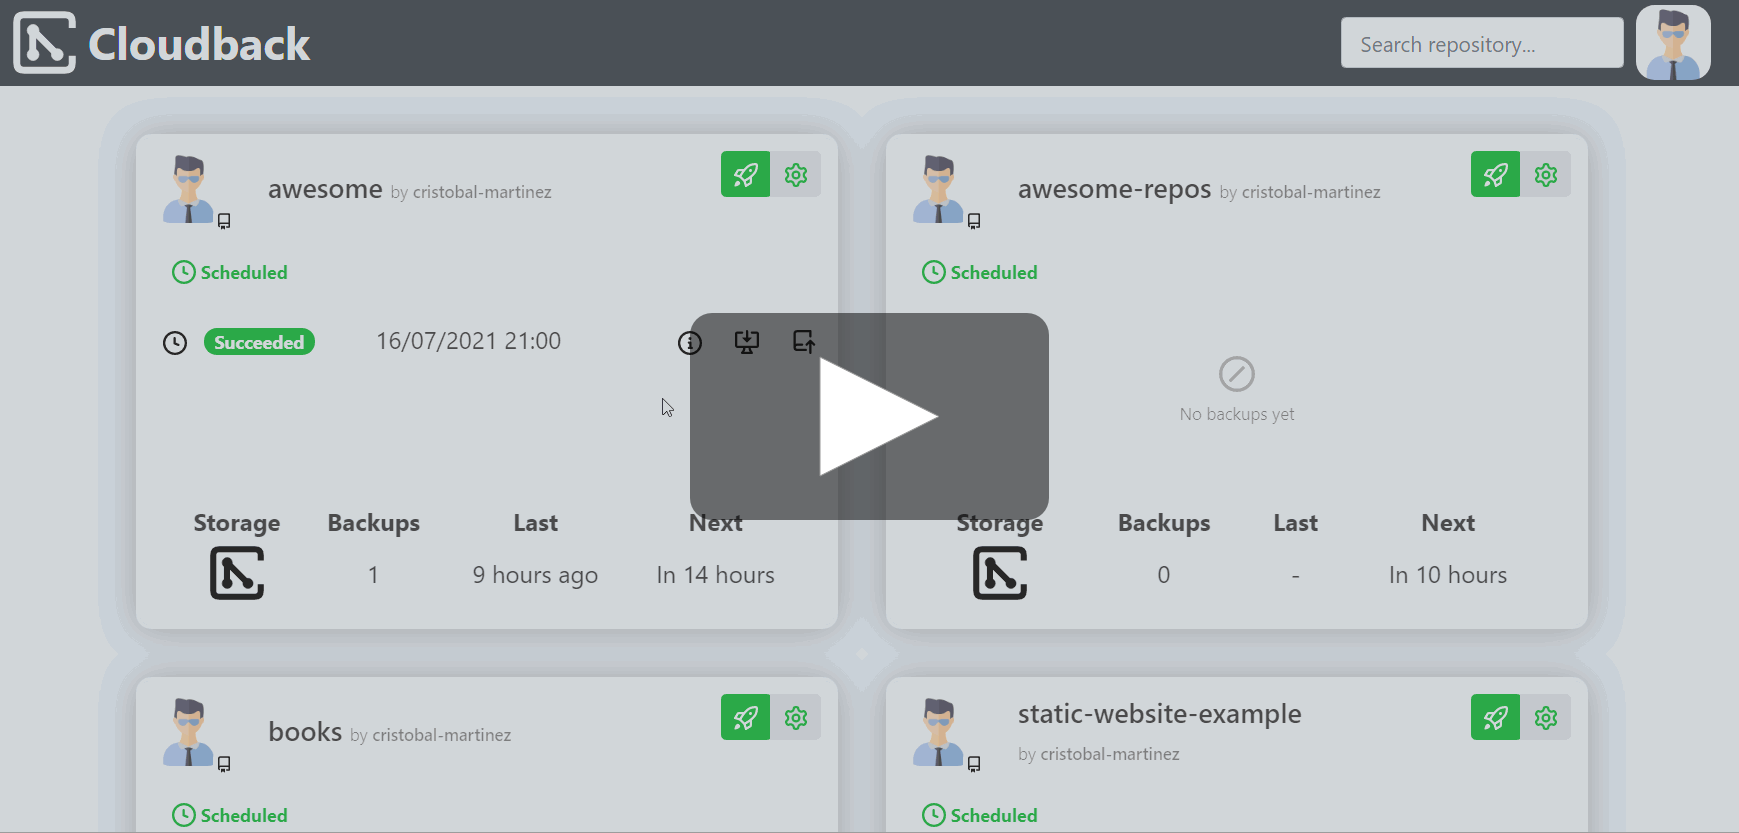 Cloudback
Search repository...
awesome by cristobal-martinez
Scheduled
Succeeded 16/07/2021 21:00
Storage Backups Last Next
1 9 hours ago In 14 hours
awesome-repos by cristobal-martinez
Scheduled
No backups yet
Storage Backups Last Next
0 - In 10 hours
books by cristobal-martinez
Scheduled
static-website-example
by cristobal-martinez
Scheduled